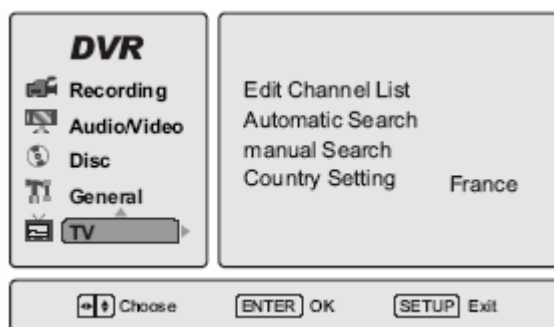 DVR
Recording
Audio/Video
Disc
General
TV
Edit Channel List
Automatic Search
manual Search
Country Setting France
Choose ENTER OK SETUP Exit